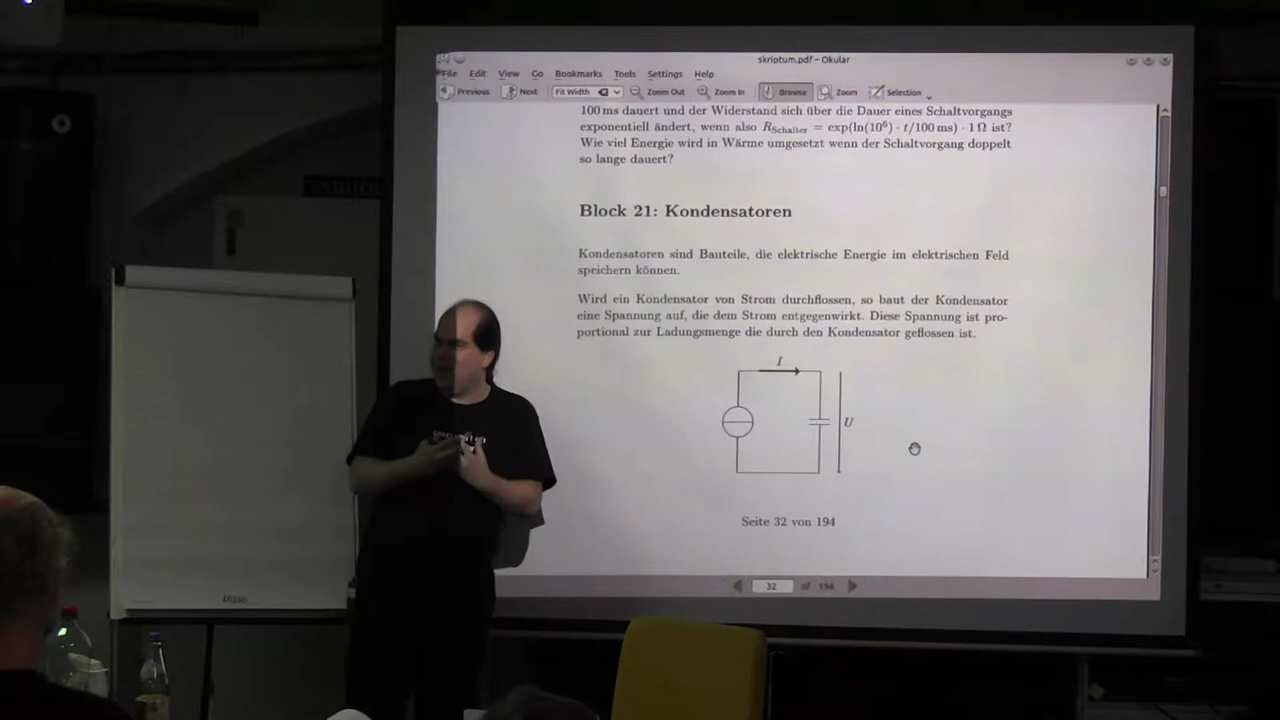 skriptum.pdf – Okular
File Edit View Go Bookmarks Tools Settings Help
Previous Next Fit Width Zoom Out Zoom In Browse Zoom Selection
100 ms dauert und der Widerstand sich über die Dauer eines Schaltvorgangs
exponentiell ändert, wenn also R_Schalter = exp(ln(10⁶) · t/100 ms) · 1 Ω ist?
Wie viel Energie wird in Wärme umgesetzt wenn der Schaltvorgang doppelt
so lange dauert?
Block 21: Kondensatoren
Kondensatoren sind Bauteile, die elektrische Energie im elektrischen Feld
speichern können.
Wird ein Kondensator von Strom durchflossen, so baut der Kondensator
eine Spannung auf, die dem Strom entgegenwirkt. Diese Spannung ist pro-
portional zur Ladungsmenge die durch den Kondensator geflossen ist.
I
U
Seite 32 von 194
32 of 194